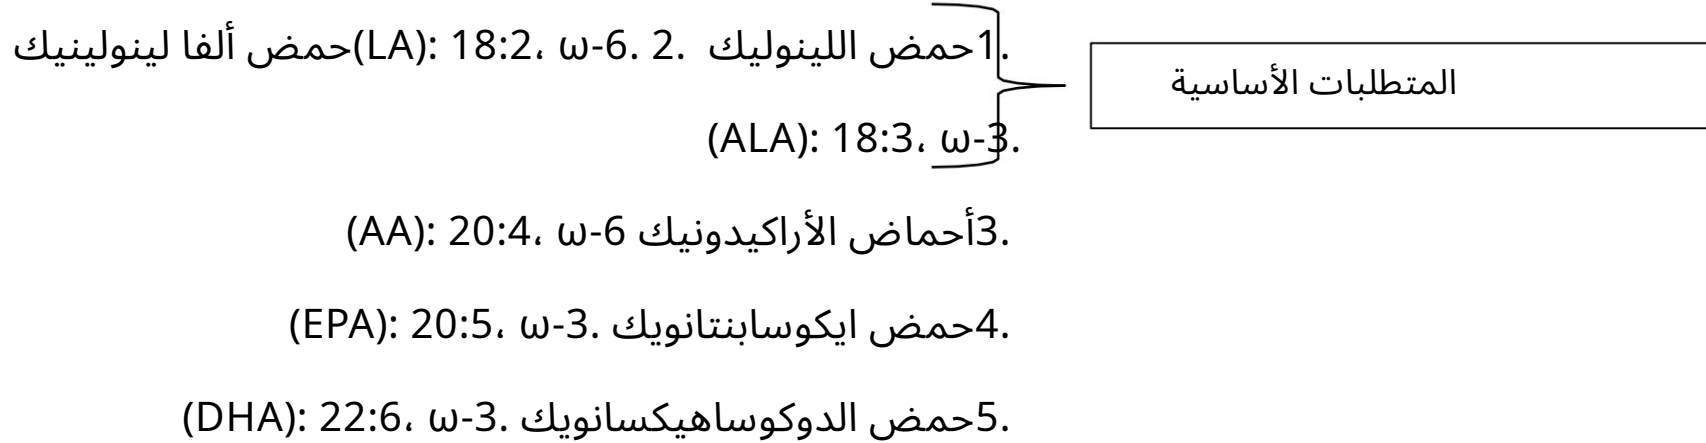 1.حمض اللينوليك (LA): 18:2، ω-6. 2. حمض ألفا لينولينيك
(ALA): 18:3، ω-3.
المتطلبات الأساسية
3.أحماض الأراكيدونيك (AA): 20:4، ω-6
4.حمض ايكوسابنتانويك (EPA): 20:5، ω-3.
5.حمض الدوكوساهيكسانويك (DHA): 22:6، ω-3.